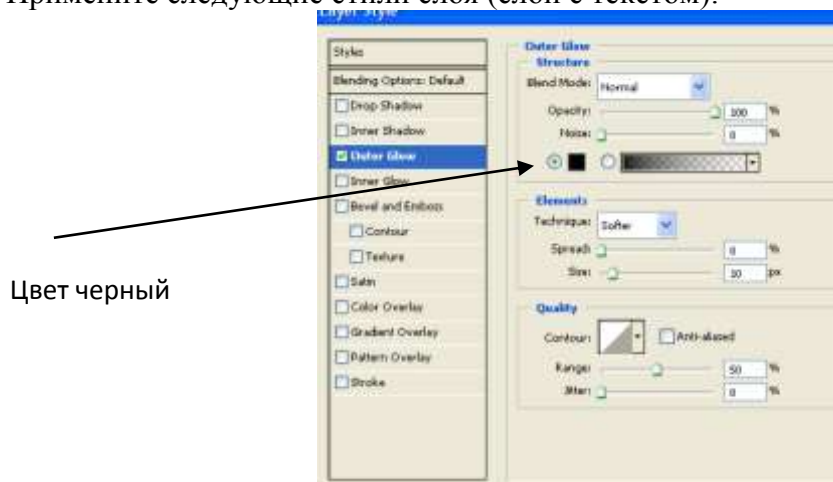 Примените следующие стили слоя (слой с текстом):
Layer Style
Styles
Blending Options: Default
Drop Shadow
Inner Shadow
Outer Glow
Inner Glow
Bevel and Emboss
Contour
Texture
Satin
Color Overlay
Gradient Overlay
Pattern Overlay
Stroke
Outer Glow
Structure
Blend Mode: Normal
Opacity: 100 %
Noise: 0 %
Elements
Technique: Softer
Spread: 0 %
Size: 10 px
Quality
Contour: Anti-aliased
Range: 50 %
Jitter: 0 %
Цвет черный